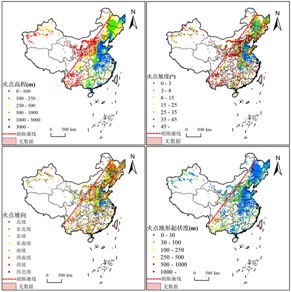 N
火点高程(m)
0 - 100
100 - 250
250 - 500
500 - 1000
1000 - 3000
3000 -
胡焕庸线
无数据
0 500 km
N
火点坡度(°)
0 - 3
3 - 8
8 - 15
15 - 25
25 - 35
35 - 45
45 -
胡焕庸线
无数据
0 500 km
N
火点坡向
北坡
东北坡
东坡
东南坡
南坡
西南坡
西坡
西北坡
胡焕庸线
无数据
0 500 km
N
火点地形起伏度(m)
0 - 30
30 - 100
100 - 250
250 - 500
500 - 1000
1000 -
胡焕庸线
无数据
0 500 km